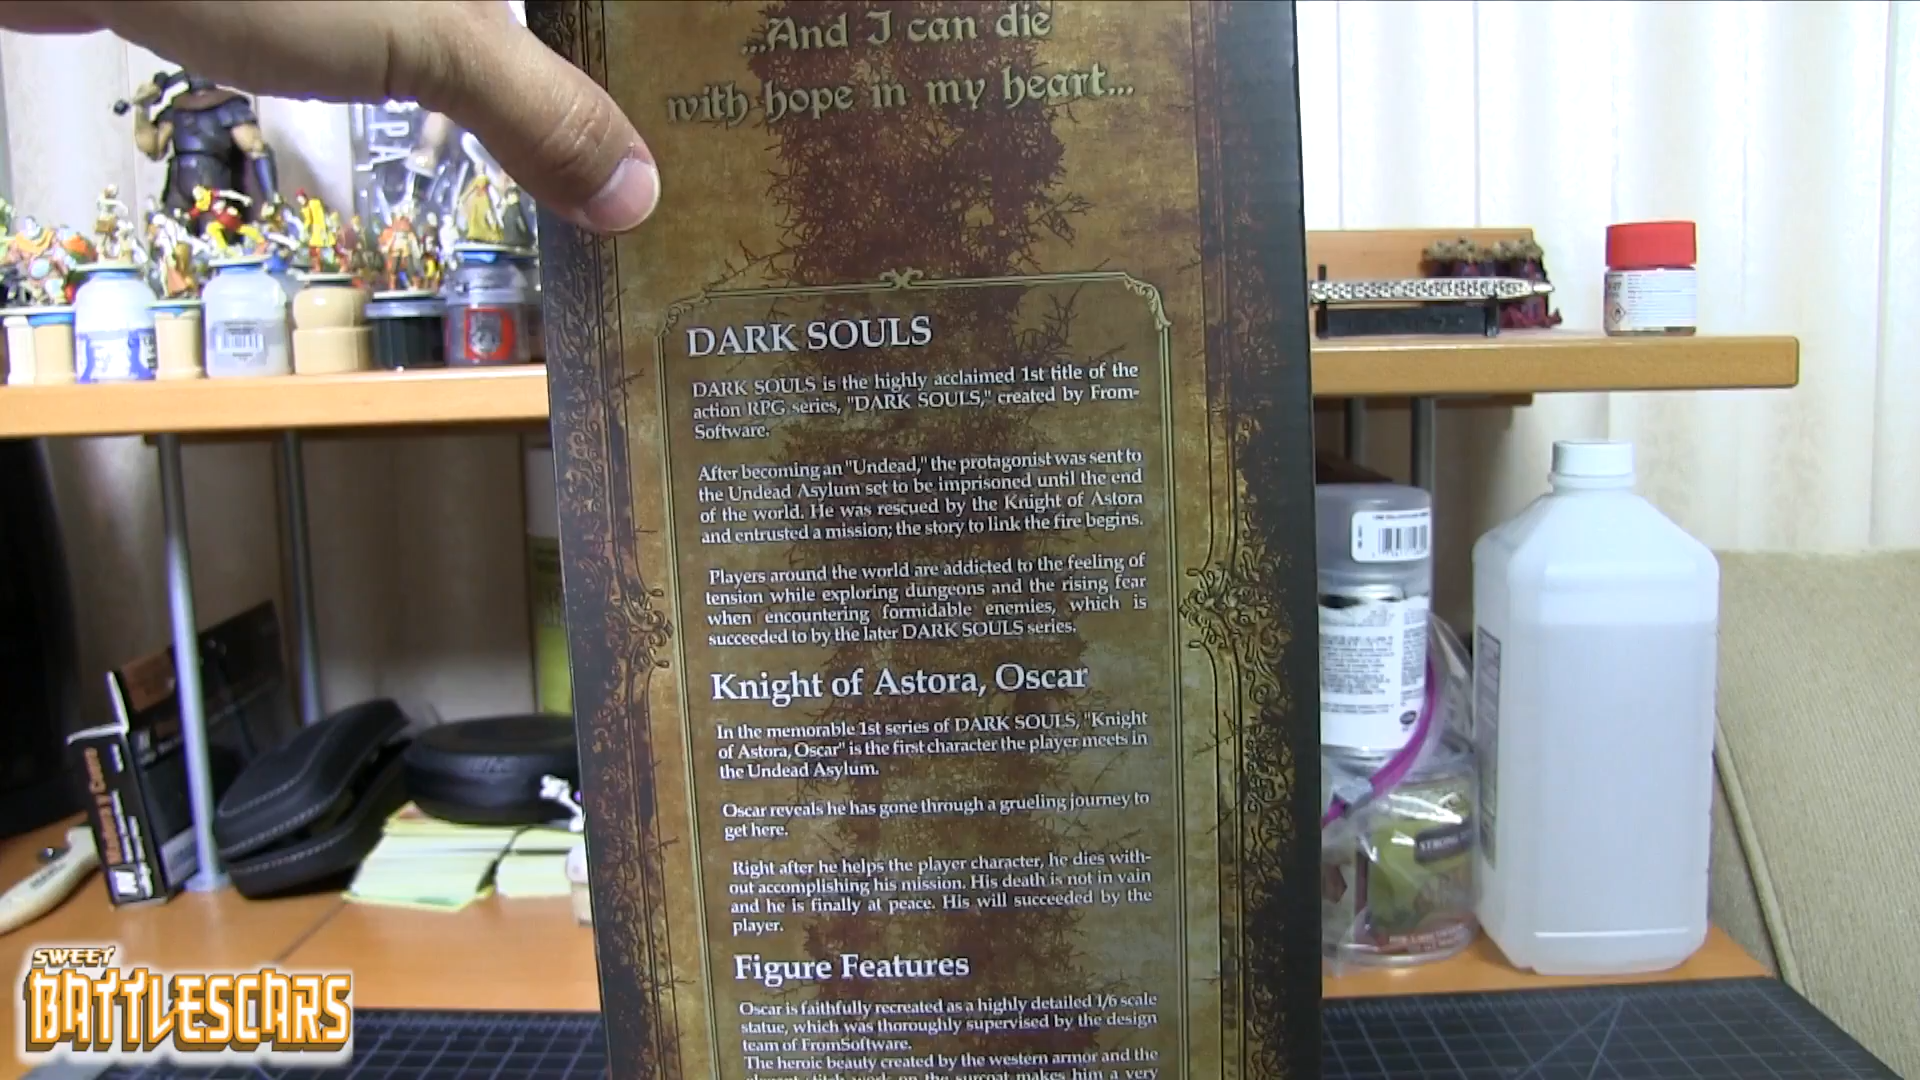 ...And I can die
with hope in my heart...
DARK SOULS
DARK SOULS is the highly acclaimed 1st title of the
action RPG series, "DARK SOULS," created by From-
Software.
After becoming an "Undead," the protagonist was sent to
the Undead Asylum set to be imprisoned until the end
of the world. He was rescued by the Knight of Astora
and entrusted a mission; the story to link the fire begins.
Players around the world are addicted to the feeling of
tension while exploring dungeons and the rising fear
when encountering formidable enemies, which is
succeeded to by the later DARK SOULS series.
Knight of Astora, Oscar
In the memorable 1st series of DARK SOULS, "Knight
of Astora, Oscar" is the first character the player meets in
the Undead Asylum.
Oscar reveals he has gone through a grueling journey to
get here.
Right after he helps the player character, he dies with-
out accomplishing his mission. His death is not in vain
and he is finally at peace. His will succeeded by the
player.
Figure Features
Oscar is faithfully recreated as a highly detailed 1/6 scale
statue, which was thoroughly supervised by the design
team of FromSoftware.
The heroic beauty created by the western armor and the
elegant stitch work on the surcoat makes him a very
STRONG
SWEET
BATTLESCARS